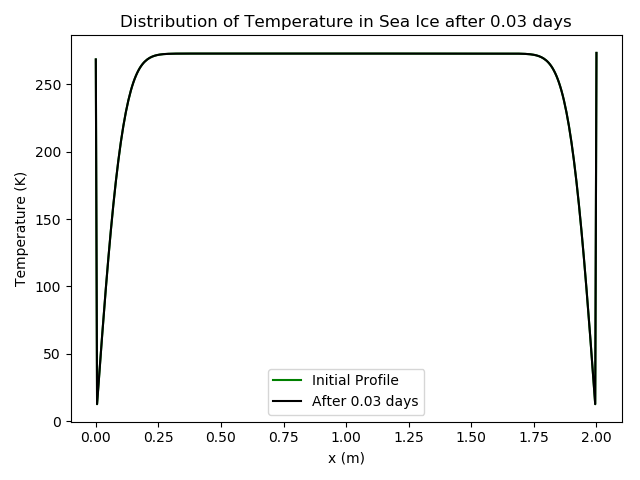 Distribution of Temperature in Sea Ice after 0.03 days
Temperature (K)
250
200
150
100
50
0
Initial Profile
After 0.03 days
0.00 0.25 0.50 0.75 1.00 1.25 1.50 1.75 2.00
x (m)